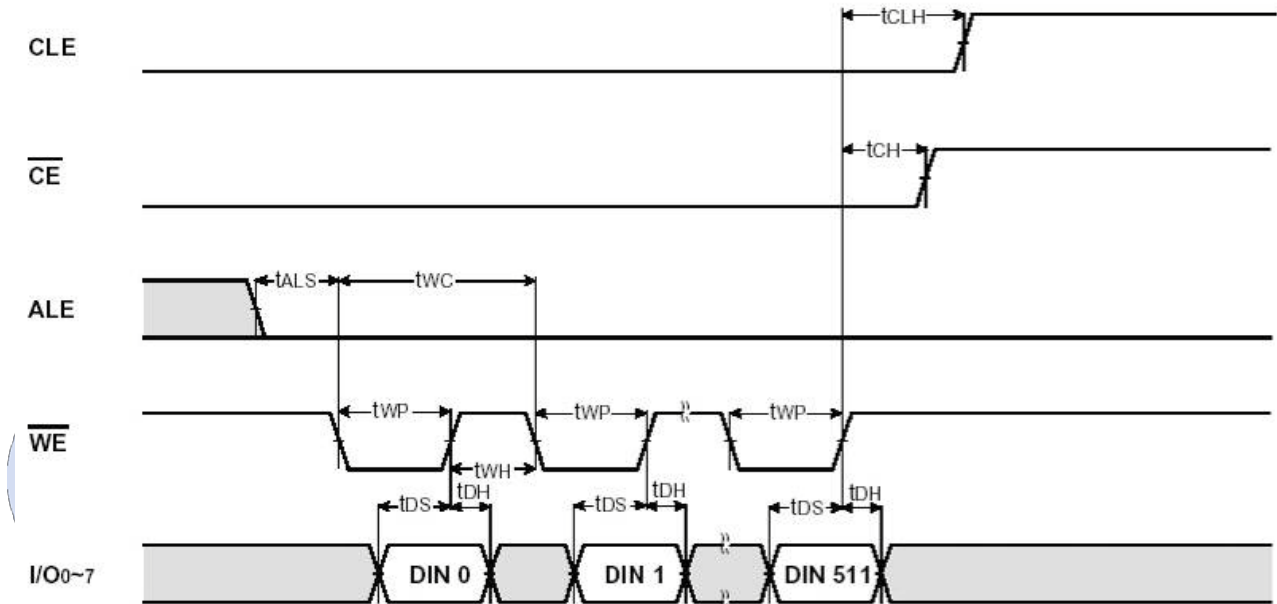 CLE
tCLH
CE
tCH
ALE
tALS
tWC
WE
tWP
tWP
tWP
tWH
tDS
tDH
tDS
tDH
tDS
tDH
I/O0~7
DIN 0
DIN 1
DIN 511